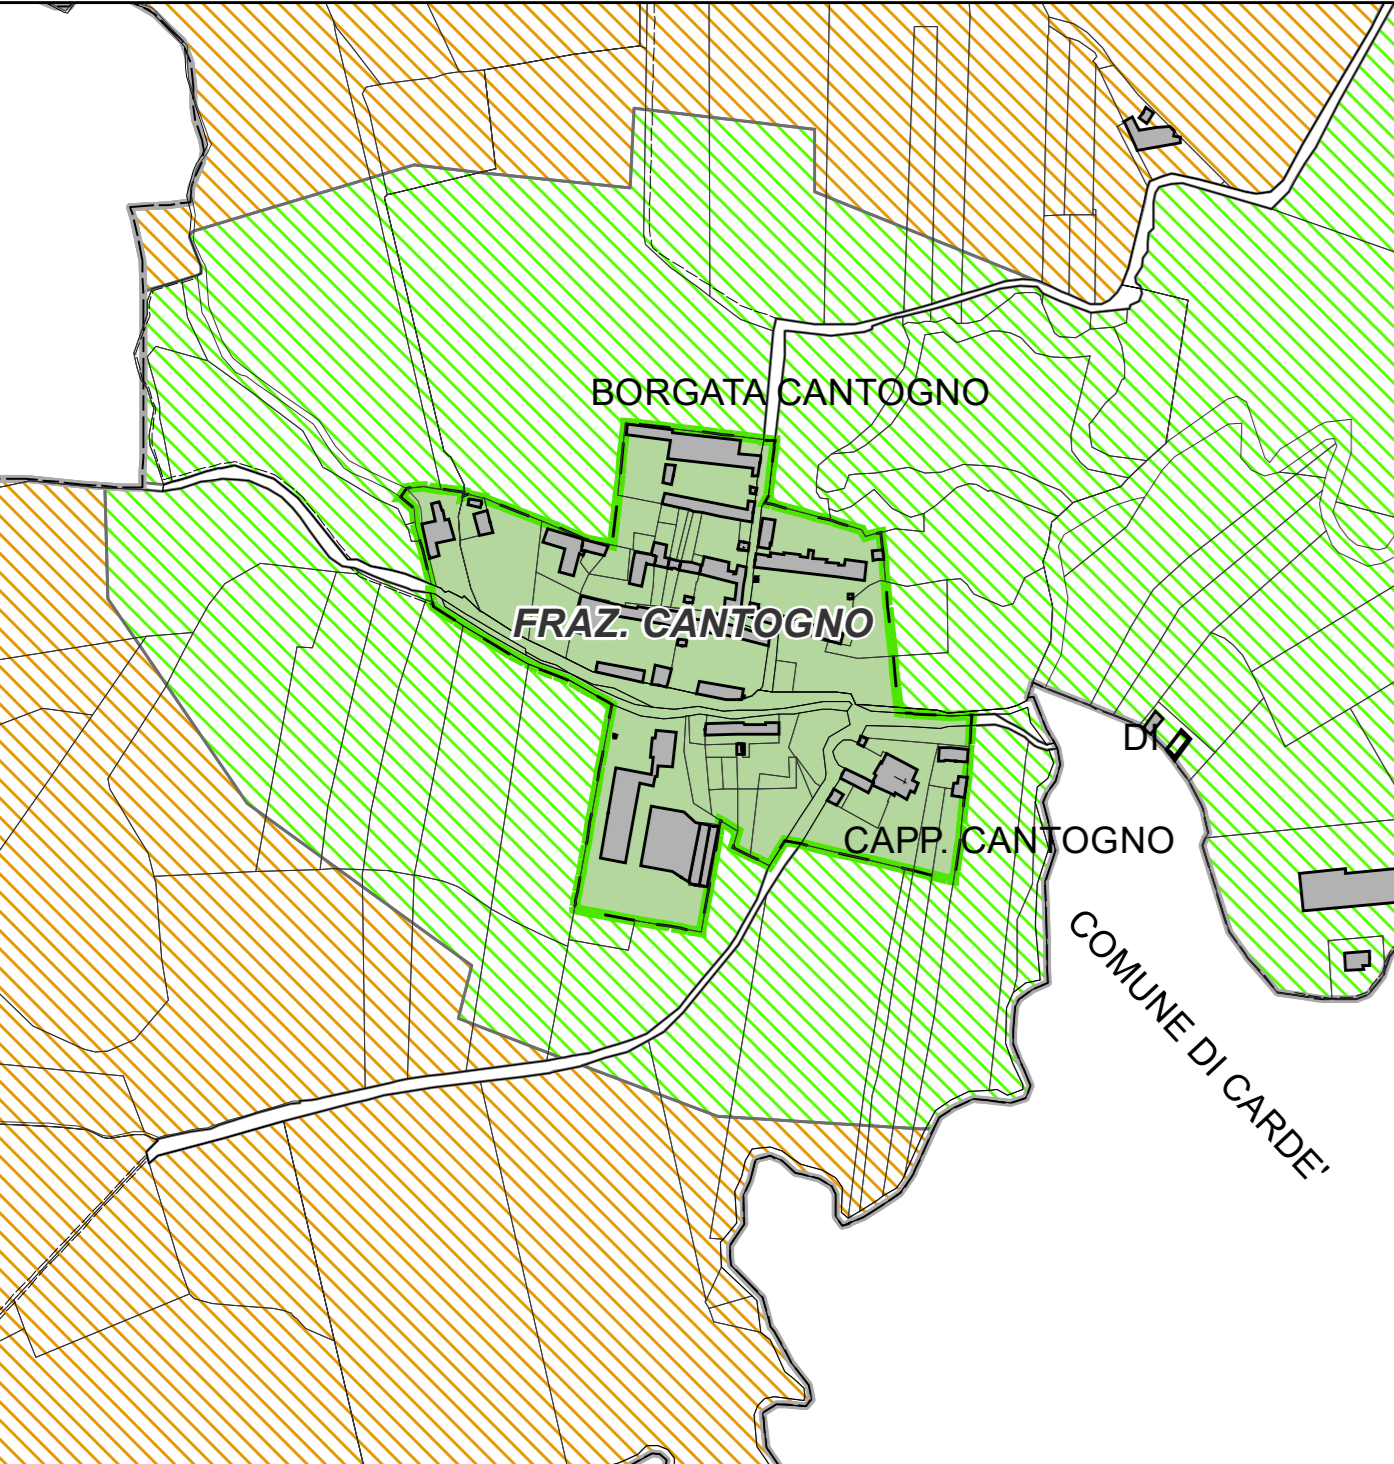 BORGATA CANTOGNO
FRAZ. CANTOGNO
DI
CAPP. CANTOGNO
COMUNE DI CARDE'